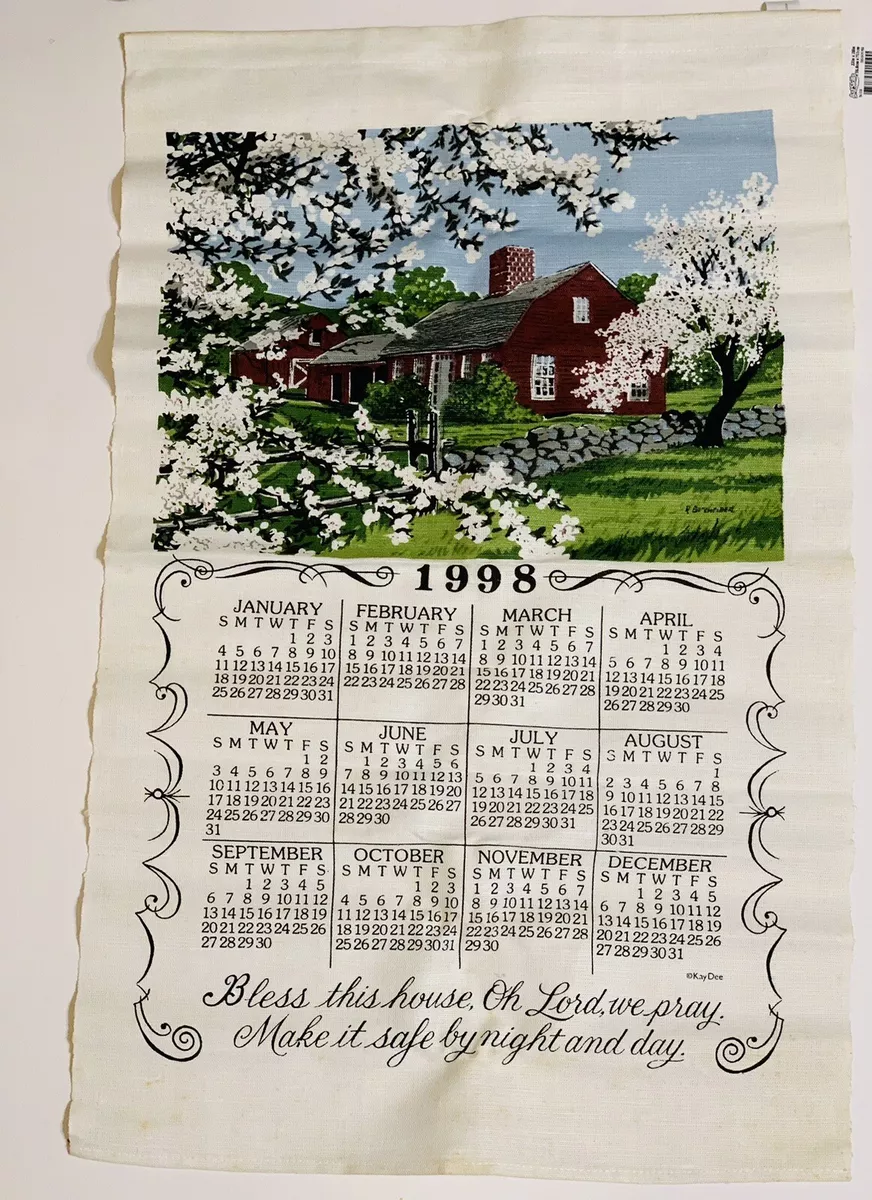 1998
JANUARY
S M T W T F S
1 2 3
4 5 6 7 8 9 10
11 12 13 14 15 16 17
18 19 20 21 22 23 24
25 26 27 28 29 30 31
FEBRUARY
S M T W T F S
1 2 3 4 5 6 7
8 9 10 11 12 13 14
15 16 17 18 19 20 21
22 23 24 25 26 27 28
MARCH
S M T W T F S
1 2 3 4 5 6 7
8 9 10 11 12 13 14
15 16 17 18 19 20 21
22 23 24 25 26 27 28
29 30 31
APRIL
S M T W T F S
1 2 3 4
5 6 7 8 9 10 11
12 13 14 15 16 17 18
19 20 21 22 23 24 25
26 27 28 29 30
MAY
S M T W T F S
1 2
3 4 5 6 7 8 9
10 11 12 13 14 15 16
17 18 19 20 21 22 23
24 25 26 27 28 29 30
31
JUNE
S M T W T F S
1 2 3 4 5 6
7 8 9 10 11 12 13
14 15 16 17 18 19 20
21 22 23 24 25 26 27
28 29 30
JULY
S M T W T F S
1 2 3 4
5 6 7 8 9 10 11
12 13 14 15 16 17 18
19 20 21 22 23 24 25
26 27 28 29 30 31
AUGUST
S M T W T F S
1
2 3 4 5 6 7 8
9 10 11 12 13 14 15
16 17 18 19 20 21 22
23 24 25 26 27 28 29
30 31
SEPTEMBER
S M T W T F S
1 2 3 4 5
6 7 8 9 10 11 12
13 14 15 16 17 18 19
20 21 22 23 24 25 26
27 28 29 30
OCTOBER
S M T W T F S
1 2 3
4 5 6 7 8 9 10
11 12 13 14 15 16 17
18 19 20 21 22 23 24
25 26 27 28 29 30 31
NOVEMBER
S M T W T F S
1 2 3 4 5 6 7
8 9 10 11 12 13 14
15 16 17 18 19 20 21
22 23 24 25 26 27 28
29 30
DECEMBER
S M T W T F S
1 2 3 4 5
6 7 8 9 10 11 12
13 14 15 16 17 18 19
20 21 22 23 24 25 26
27 28 29 30 31
©KayDee
Bless this house, Oh Lord, we pray.
Make it safe by night and day.